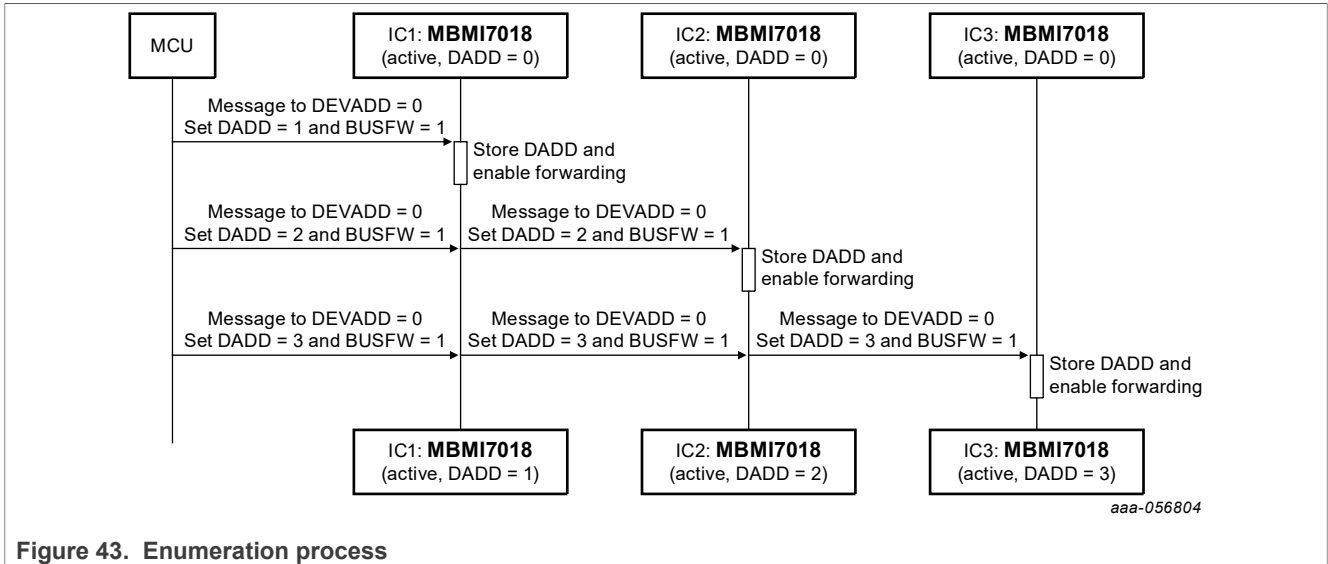 MCU
IC1: MBMI7018
(active, DADD = 0)
IC2: MBMI7018
(active, DADD = 0)
IC3: MBMI7018
(active, DADD = 0)
Message to DEVADD = 0
Set DADD = 1 and BUSFW = 1
Store DADD and
enable forwarding
Message to DEVADD = 0
Set DADD = 2 and BUSFW = 1
Message to DEVADD = 0
Set DADD = 2 and BUSFW = 1
Store DADD and
enable forwarding
Message to DEVADD = 0
Set DADD = 3 and BUSFW = 1
Message to DEVADD = 0
Set DADD = 3 and BUSFW = 1
Message to DEVADD = 0
Set DADD = 3 and BUSFW = 1
Store DADD and
enable forwarding
IC1: MBMI7018
(active, DADD = 1)
IC2: MBMI7018
(active, DADD = 2)
IC3: MBMI7018
(active, DADD = 3)
aaa-056804
Figure 43. Enumeration process